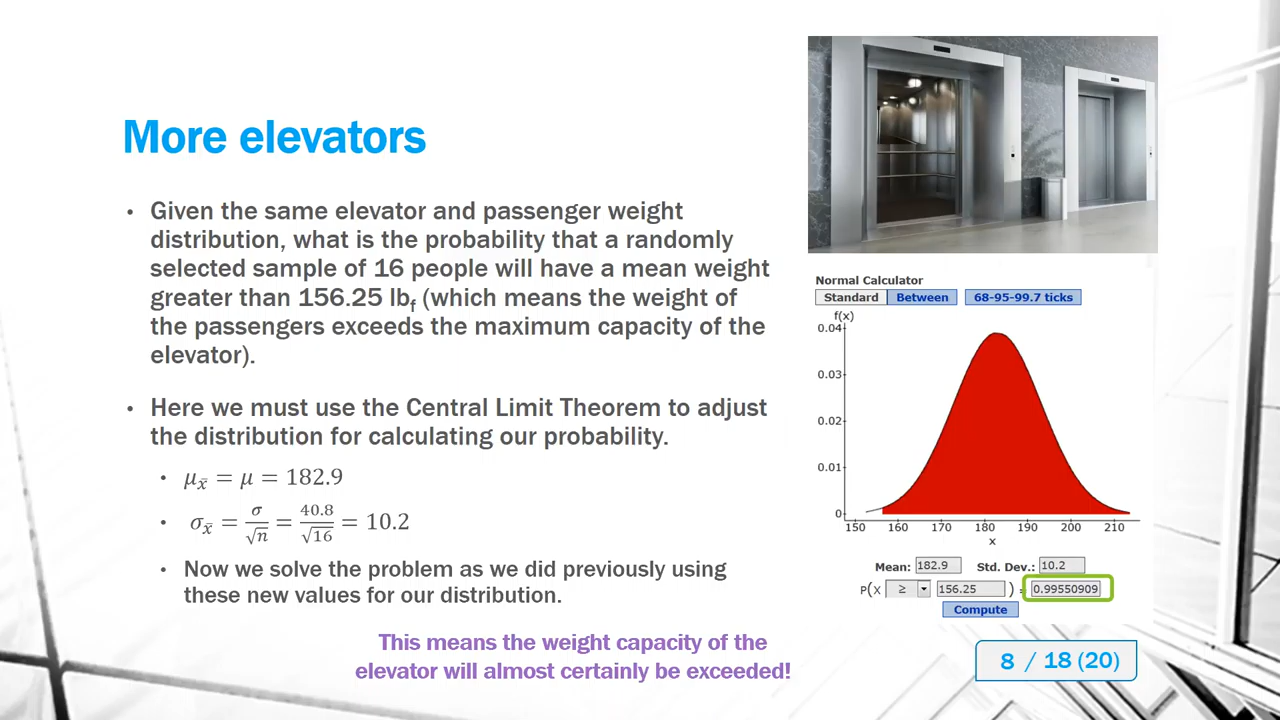 More elevators
• Given the same elevator and passenger weight
distribution, what is the probability that a randomly
selected sample of 16 people will have a mean weight
greater than 156.25 lb_f (which means the weight of
the passengers exceeds the maximum capacity of the
elevator).
• Here we must use the Central Limit Theorem to adjust
the distribution for calculating our probability.
• μ_x̄ = μ = 182.9
• σ_x̄ = σ/√n = 40.8/√16 = 10.2
• Now we solve the problem as we did previously using
these new values for our distribution.
This means the weight capacity of the
elevator will almost certainly be exceeded!
Normal Calculator
Standard Between 68-95-99.7 ticks
f(x)
0.04
0.03
0.02
0.01
0
150 160 170 180 190 200 210
x
Mean: 182.9 Std. Dev.: 10.2
P(X ≥ 156.25 ) = 0.99550909
Compute
8 / 18 (20)